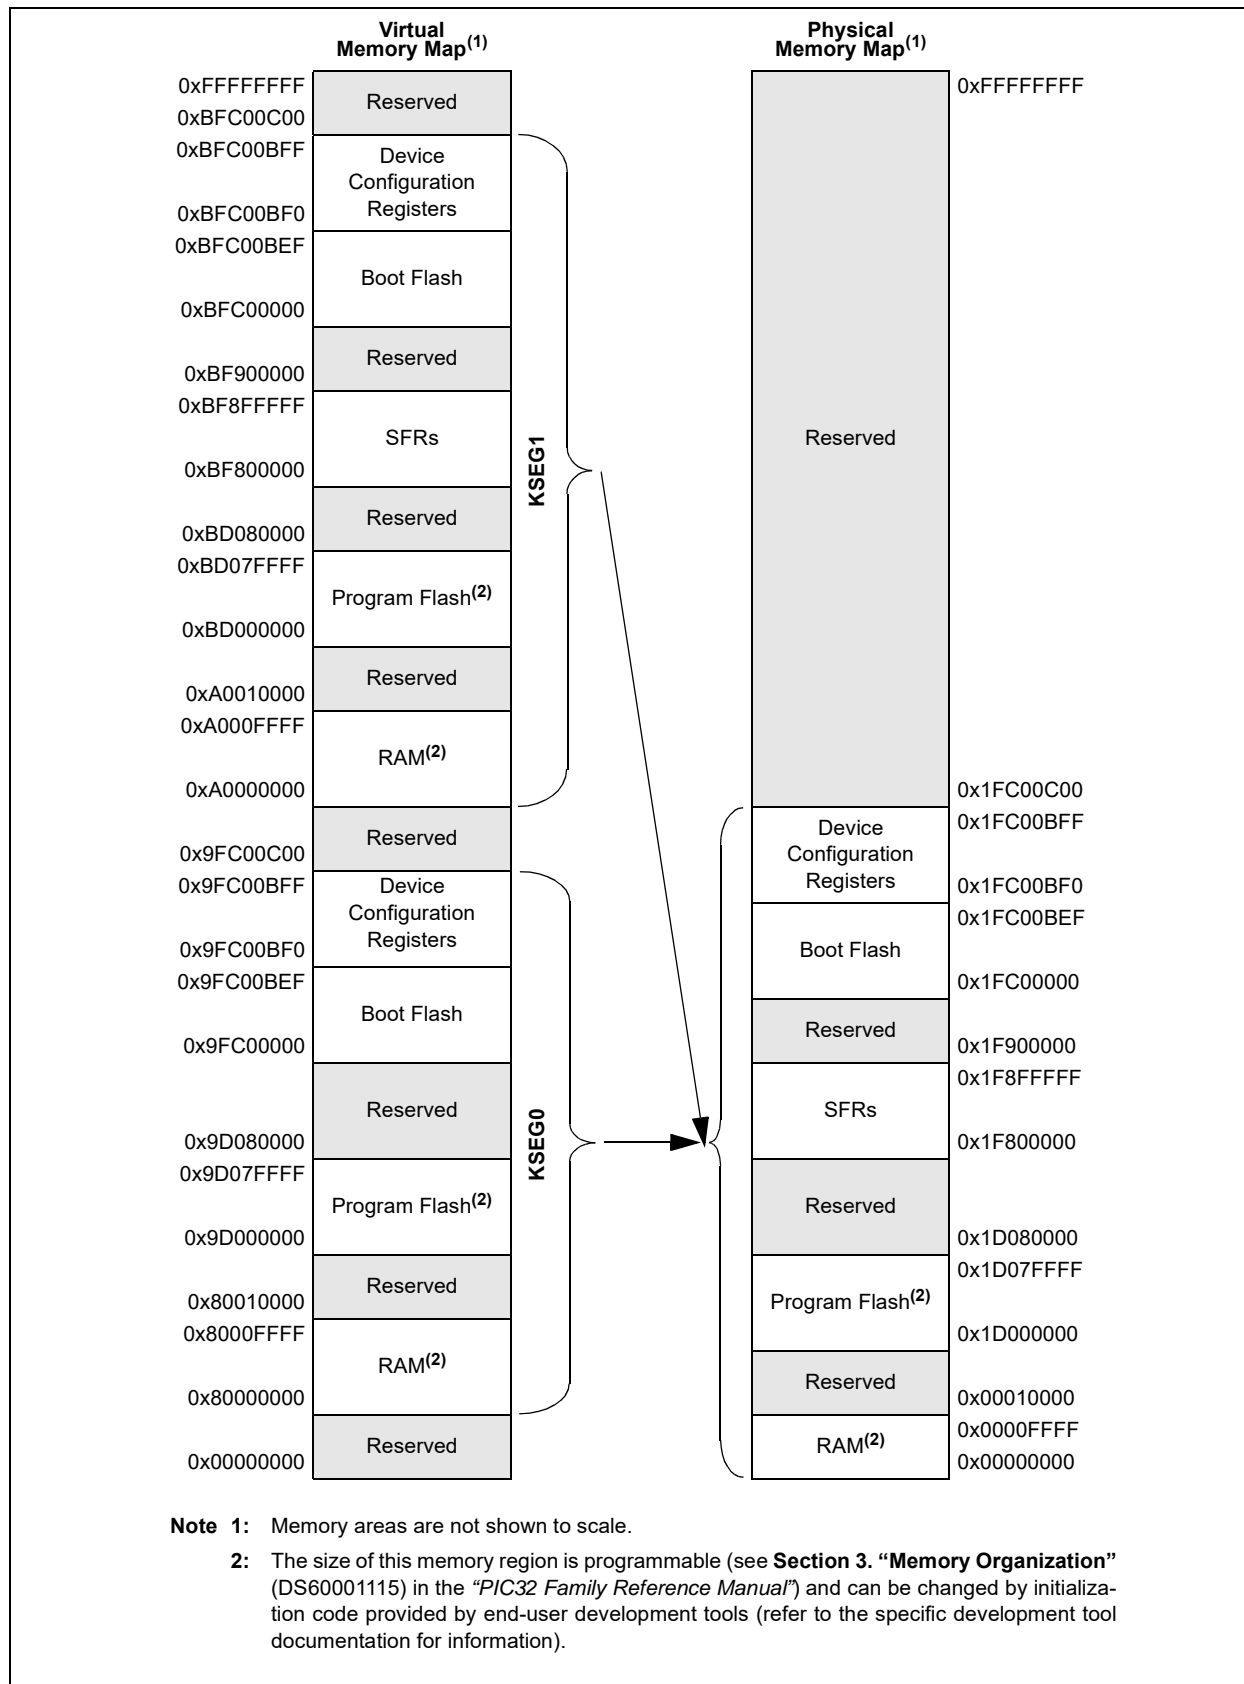 Virtual
Memory Map(1)
Physical
Memory Map(1)
0xFFFFFFFF
Reserved
0xBFC00C00
0xBFC00BFF
Device
Configuration
Registers
0xBFC00BF0
0xBFC00BEF
Boot Flash
0xBFC00000
Reserved
0xBF900000
0xBF8FFFFF
SFRs
0xBF800000
Reserved
0xBD080000
0xBD07FFFF
Program Flash(2)
0xBD000000
Reserved
0xA0010000
0xA000FFFF
RAM(2)
0xA0000000
Reserved
0x9FC00C00
0x9FC00BFF
Device
Configuration
Registers
0x9FC00BF0
0x9FC00BEF
Boot Flash
0x9FC00000
Reserved
0x9D080000
0x9D07FFFF
Program Flash(2)
0x9D000000
Reserved
0x80010000
0x8000FFFF
RAM(2)
0x80000000
Reserved
0x00000000
KSEG1
KSEG0
0xFFFFFFFF
Reserved
0x1FC00C00
0x1FC00BFF
Device
Configuration
Registers
0x1FC00BF0
0x1FC00BEF
Boot Flash
0x1FC00000
Reserved
0x1F900000
0x1F8FFFFF
SFRs
0x1F800000
Reserved
0x1D080000
0x1D07FFFF
Program Flash(2)
0x1D000000
Reserved
0x00010000
0x0000FFFF
RAM(2)
0x00000000
Note 1: Memory areas are not shown to scale.
2: The size of this memory region is programmable (see Section 3. “Memory Organization”
(DS60001115) in the “PIC32 Family Reference Manual”) and can be changed by initializa-
tion code provided by end-user development tools (refer to the specific development tool
documentation for information).